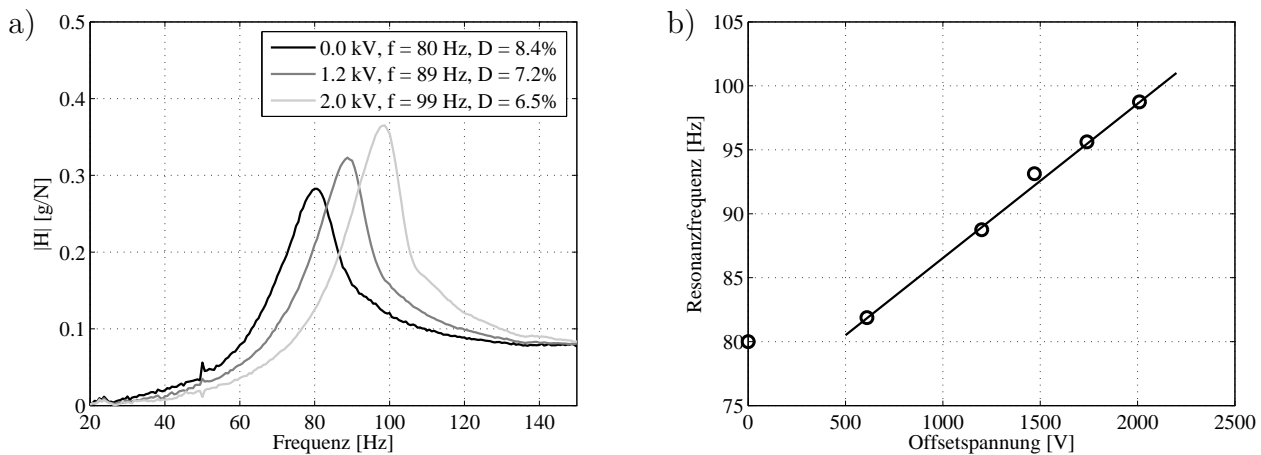 a)
0.5
0.4
0.3
0.2
0.1
0
|H| [g/N]
0.0 kV, f = 80 Hz, D = 8.4%
1.2 kV, f = 89 Hz, D = 7.2%
2.0 kV, f = 99 Hz, D = 6.5%
20 40 60 80 100 120 140
Frequenz [Hz]
b)
105
100
95
90
85
80
75
Resonanzfrequenz [Hz]
0 500 1000 1500 2000 2500
Offsetspannung [V]